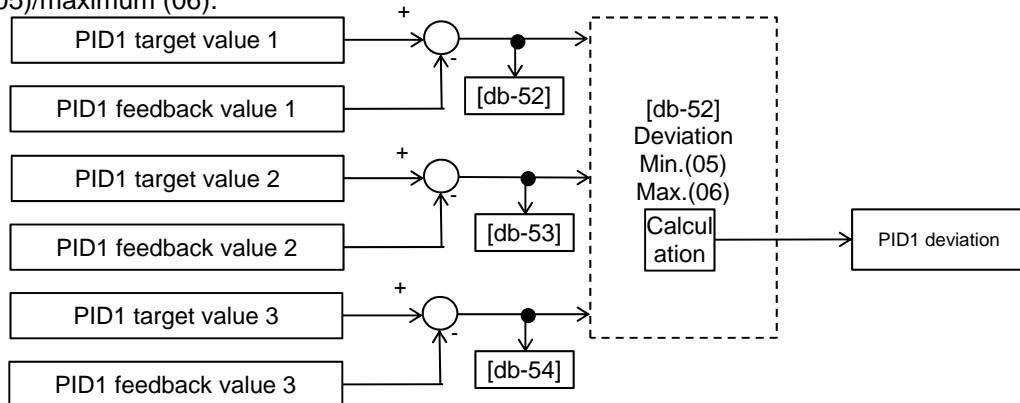 05)/maximum (06).
PID1 target value 1
+
-
PID1 feedback value 1
[db-52]
PID1 target value 2
+
-
PID1 feedback value 2
[db-53]
PID1 target value 3
+
-
PID1 feedback value 3
[db-54]
[db-52]
Deviation
Min.(05)
Max.(06)
Calcul
ation
PID1 deviation